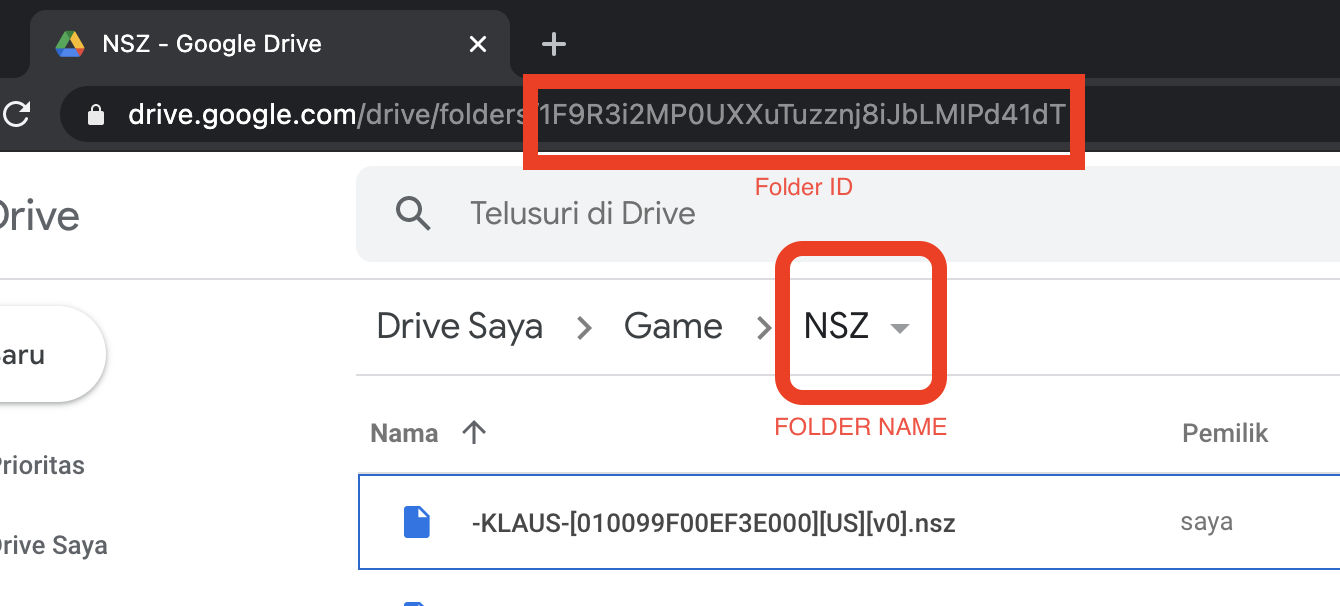 NSZ - Google Drive
drive.google.com/drive/folders/1F9R3i2MP0UXXuTuzznj8iJbLMIPd41dT
Folder ID
Drive
Telusuri di Drive
Drive Saya > Game > NSZ
aru
FOLDER NAME
Nama
Pemilik
Prioritas
-KLAUS-[010099F00EF3E000][US][v0].nsz
saya
Drive Saya